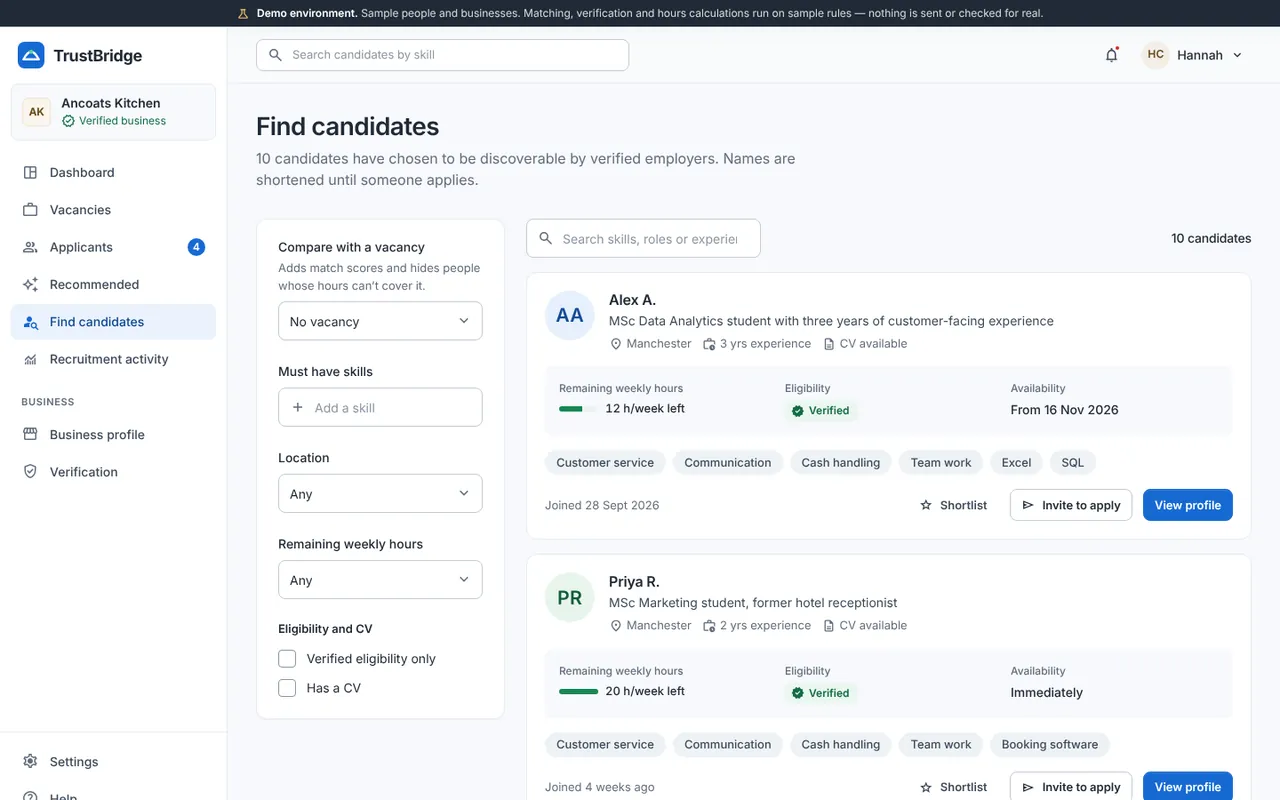 Demo environment. Sample people and businesses. Matching, verification and hours calculations run on sample rules — nothing is sent or checked for real.
TrustBridge
Search candidates by skill
HC Hannah
AK Ancoats Kitchen
Verified business
Dashboard
Vacancies
Applicants 4
Recommended
Find candidates
Recruitment activity
BUSINESS
Business profile
Verification
Settings
Help
Find candidates
10 candidates have chosen to be discoverable by verified employers. Names are
shortened until someone applies.
Compare with a vacancy
Adds match scores and hides people
whose hours can't cover it.
No vacancy
Must have skills
Add a skill
Location
Any
Remaining weekly hours
Any
Eligibility and CV
Verified eligibility only
Has a CV
Search skills, roles or experier
10 candidates
AA
Alex A.
MSc Data Analytics student with three years of customer-facing experience
Manchester 3 yrs experience CV available
Remaining weekly hours Eligibility Availability
12 h/week left Verified From 16 Nov 2026
Customer service Communication Cash handling Team work Excel SQL
Joined 28 Sept 2026 Shortlist Invite to apply View profile
PR
Priya R.
MSc Marketing student, former hotel receptionist
Manchester 2 yrs experience CV available
Remaining weekly hours Eligibility Availability
20 h/week left Verified Immediately
Customer service Communication Cash handling Team work Booking software
Joined 4 weeks ago Shortlist Invite to apply View profile